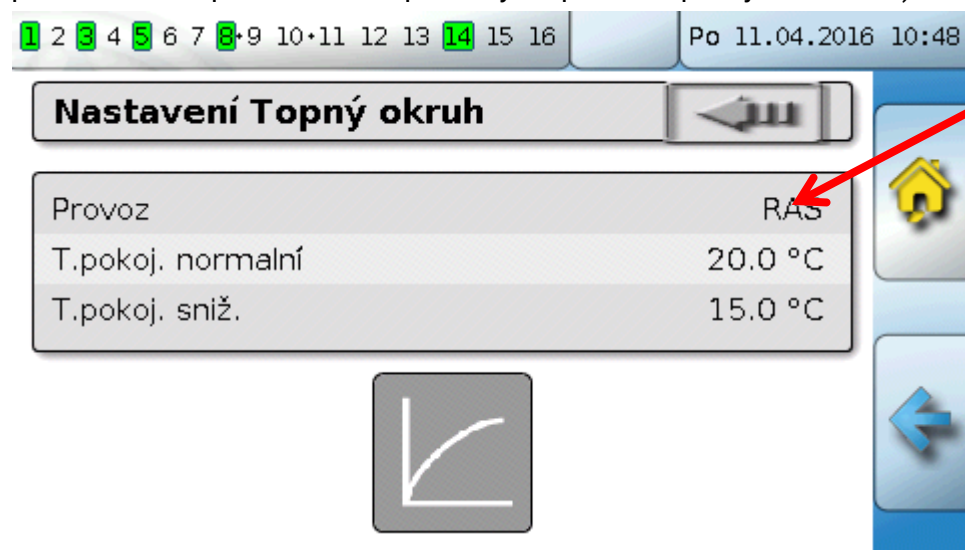 1 2 3 4 5 6 7 8+9 10+11 12 13 14 15 16 Po 11.04.2016 10:48
Nastavení Topný okruh
Provoz RAS
T.pokoj. normalní 20.0 °C
T.pokoj. sniž. 15.0 °C